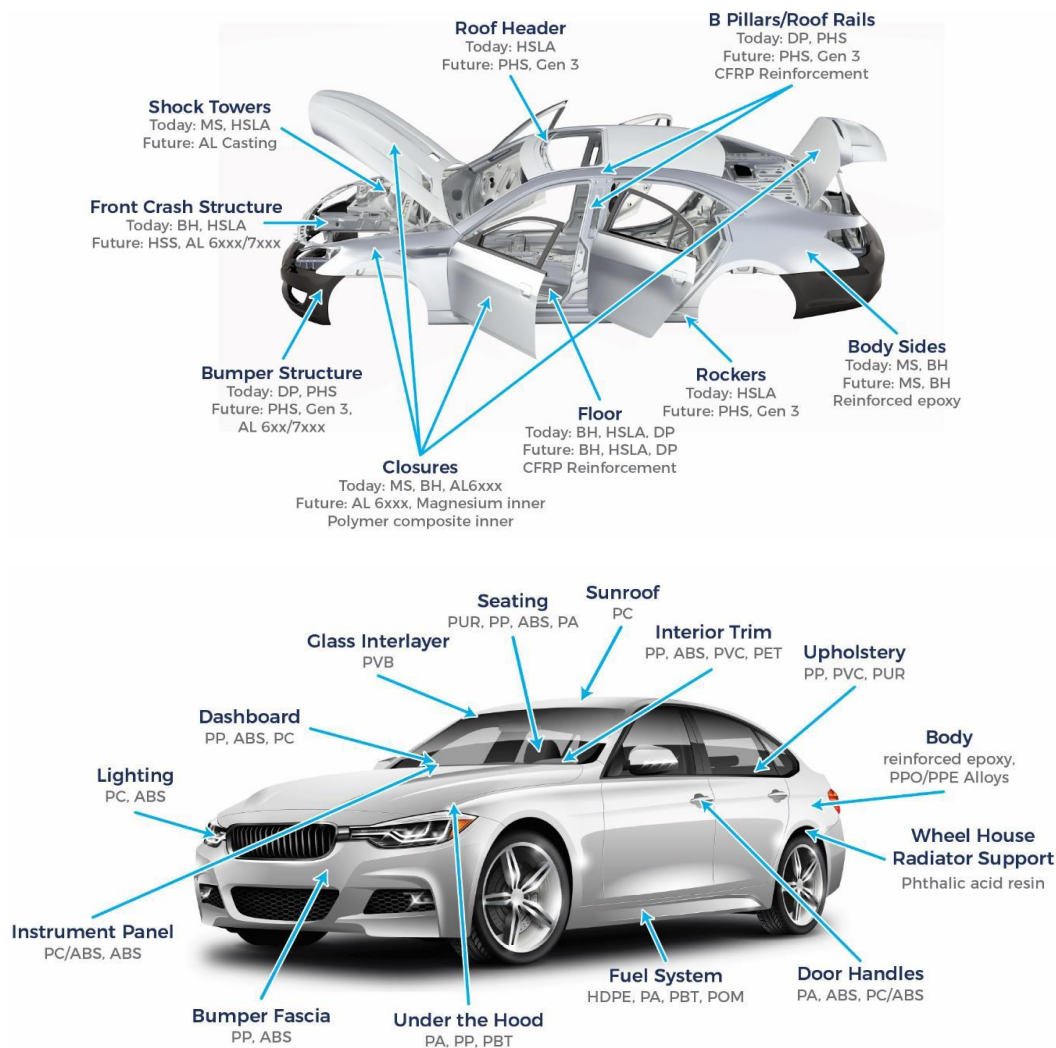 Roof Header
Today: HSLA
Future: PHS, Gen 3
B Pillars/Roof Rails
Today: DP, PHS
Future: PHS, Gen 3
CFRP Reinforcement
Shock Towers
Today: MS, HSLA
Future: AL Casting
Front Crash Structure
Today: BH, HSLA
Future: HSS, AL 6xxx/7xxx
Bumper Structure
Today: DP, PHS
Future: PHS, Gen 3,
AL 6xx/7xxx
Closures
Today: MS, BH, AL6xxx
Future: AL 6xxx, Magnesium inner
Polymer composite inner
Floor
Today: BH, HSLA, DP
Future: BH, HSLA, DP
CFRP Reinforcement
Rockers
Today: HSLA
Future: PHS, Gen 3
Body Sides
Today: MS, BH
Future: MS, BH
Reinforced epoxy
Seating
PUR, PP, ABS, PA
Sunroof
PC
Glass Interlayer
PVB
Interior Trim
PP, ABS, PVC, PET
Upholstery
PP, PVC, PUR
Dashboard
PP, ABS, PC
Lighting
PC, ABS
Body
reinforced epoxy,
PPO/PPE Alloys
Wheel House
Radiator Support
Phthalic acid resin
Instrument Panel
PC/ABS, ABS
Bumper Fascia
PP, ABS
Under the Hood
PA, PP, PBT
Fuel System
HDPE, PA, PBT, POM
Door Handles
PA, ABS, PC/ABS